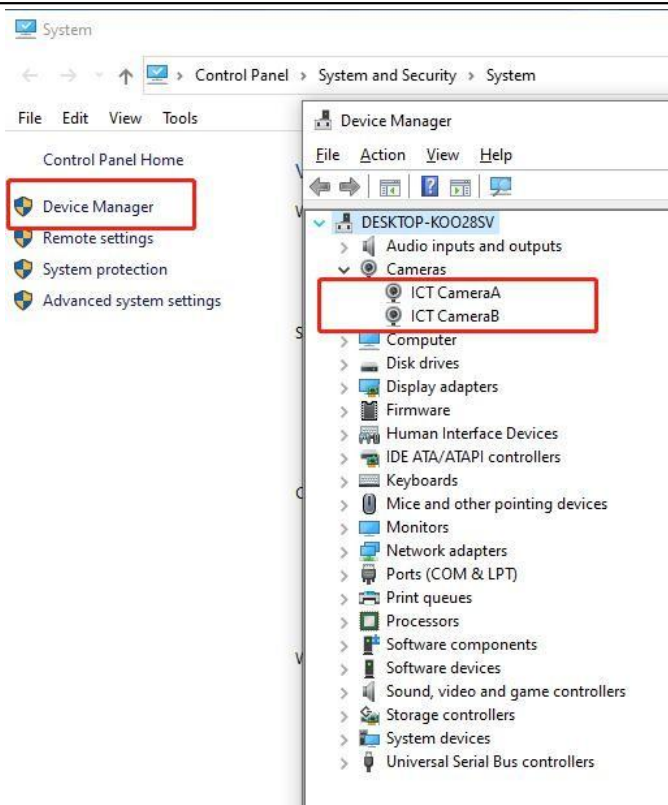 System
Control Panel > System and Security > System
File Edit View Tools
Control Panel Home
Device Manager
Remote settings
System protection
Advanced system settings
Device Manager
File Action View Help
DESKTOP-KOO28SV
Audio inputs and outputs
Cameras
ICT CameraA
ICT CameraB
Computer
Disk drives
Display adapters
Firmware
Human Interface Devices
IDE ATA/ATAPI controllers
Keyboards
Mice and other pointing devices
Monitors
Network adapters
Ports (COM & LPT)
Print queues
Processors
Software components
Software devices
Sound, video and game controllers
Storage controllers
System devices
Universal Serial Bus controllers